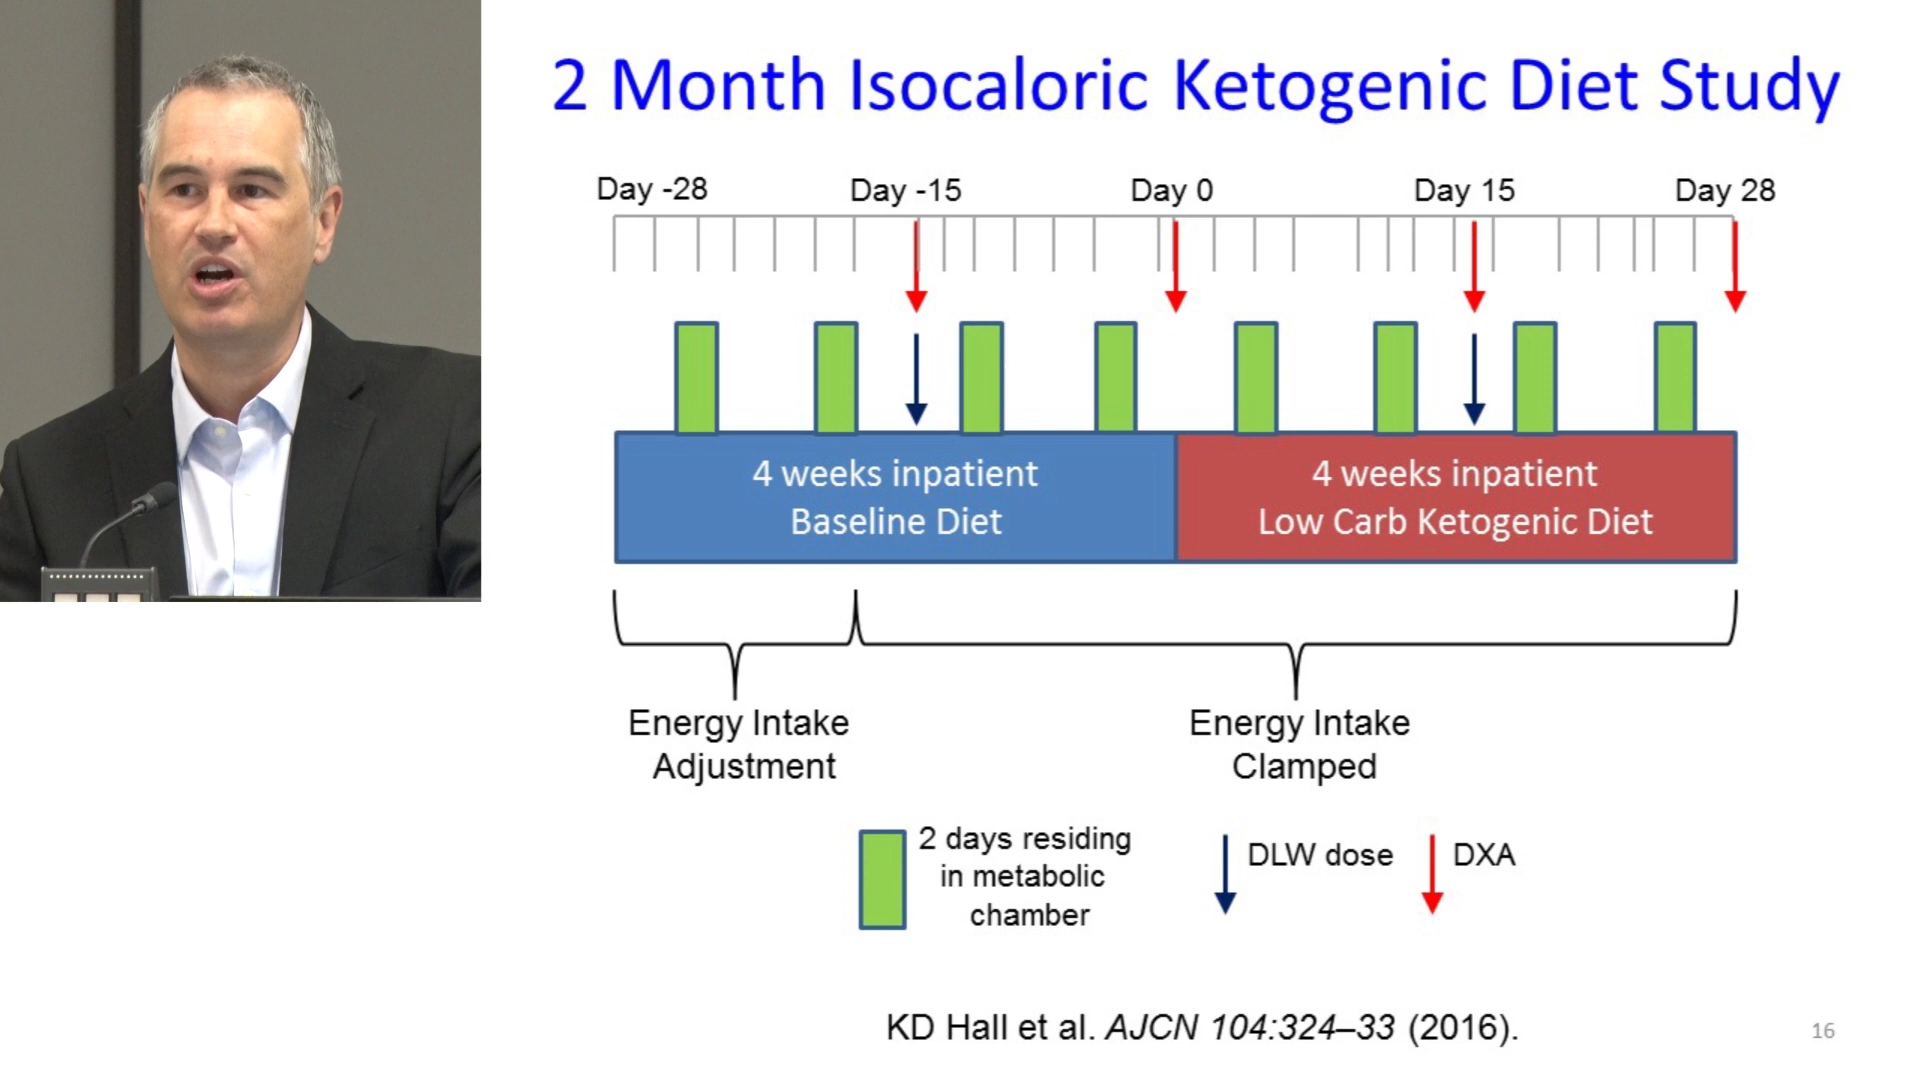 2 Month Isocaloric Ketogenic Diet Study
Day -28
Day -15
Day 0
Day 15
Day 28
4 weeks inpatient
Baseline Diet
4 weeks inpatient
Low Carb Ketogenic Diet
Energy Intake
Adjustment
Energy Intake
Clamped
2 days residing
in metabolic
chamber
DLW dose
DXA
KD Hall et al. AJCN 104:324–33 (2016).
16